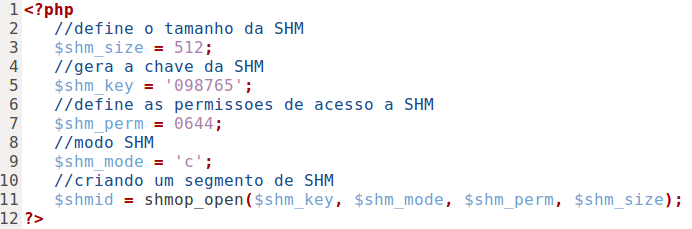 1 <?php
2 //define o tamanho da SHM
3 $shm_size = 512;
4 //gera a chave da SHM
5 $shm_key = '098765';
6 //define as permissoes de acesso a SHM
7 $shm_perm = 0644;
8 //modo SHM
9 $shm_mode = 'c';
10 //criando um segmento de SHM
11 $shmid = shmop_open($shm_key, $shm_mode, $shm_perm, $shm_size);
12 ?>